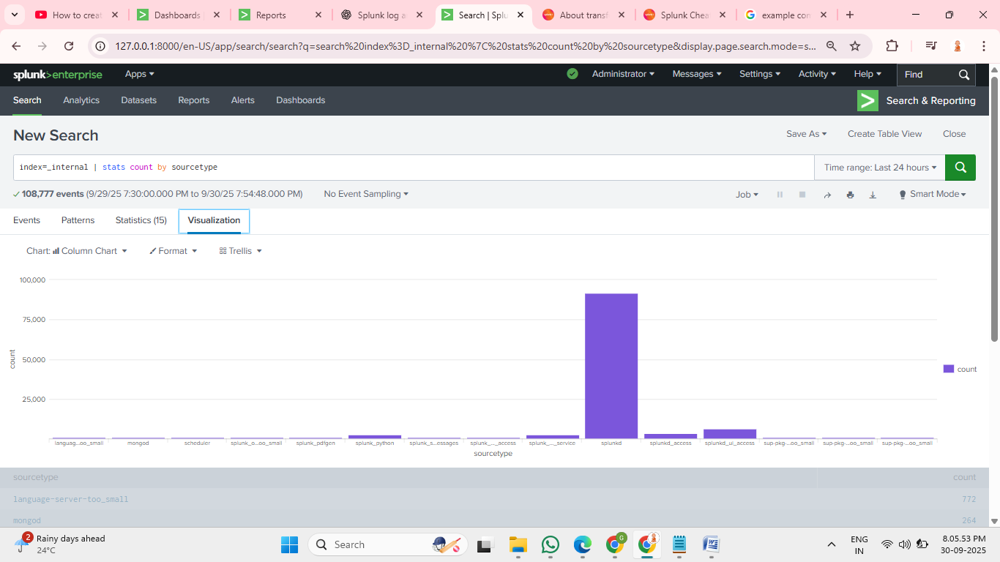 How to creat
Dashboards
Reports
Splunk log a
Search | Splu
About transf
Splunk Chea
example con
127.0.0.1:8000/en-US/app/search/search?q=search%20index%3D_internal%20%7C%20stats%20count%20by%20sourcetype&display.page.search.mode=s...
splunk>enterprise Apps Administrator Messages Settings Activity Help Find
Search Analytics Datasets Reports Alerts Dashboards Search & Reporting
New Search Save As Create Table View Close
index=_internal | stats count by sourcetype Time range: Last 24 hours
108,777 events (9/29/25 7:30:00.000 PM to 9/30/25 7:54:48.000 PM) No Event Sampling Job Smart Mode
Events Patterns Statistics (15) Visualization
Chart: Column Chart Format Trellis
100,000
75,000
50,000
25,000
count
count
languag...oo_small mongod scheduler splunk_o...oo_small splunk_pdfgen splunk_python splunk_s...essages splunk_..._access splunk_..._service splunkd splunkd_access splunkd_ui_access sup-pkg-...oo_small sup-pkg-...oo_small sup-pkg-...oo_small
sourcetype
sourcetype count
language-server-too_small 772
mongod 264
2
Rainy days ahead
24°C
Search
G
ENG
IN
8.05.53 PM
30-09-2025